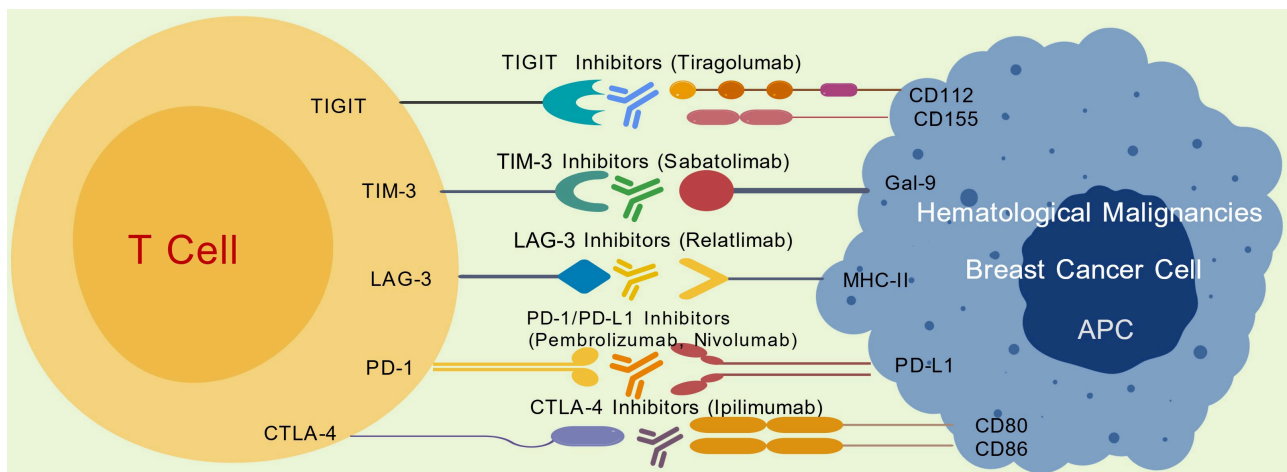 TIGIT Inhibitors (Tiragolumab)
TIGIT
CD112
CD155
TIM-3 Inhibitors (Sabatolimab)
TIM-3
Gal-9
Hematological Malignancies
T Cell
LAG-3 Inhibitors (Relatlimab)
LAG-3
MHC-II
Breast Cancer Cell
APC
PD-1/PD-L1 Inhibitors
(Pembrolizumab, Nivolumab)
PD-1
PD-L1
CTLA-4 Inhibitors (Ipilimumab)
CTLA-4
CD80
CD86